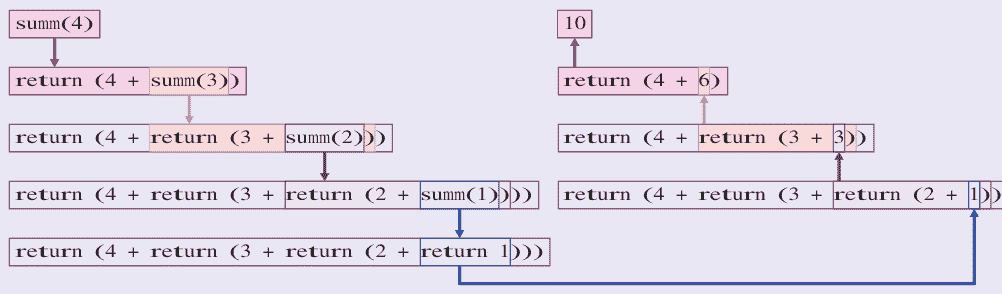 summ(4)
return (4 + summ(3))
return (4 + return (3 + summ(2)))
return (4 + return (3 + return (2 + summ(1))))
return (4 + return (3 + return (2 + return 1)))
10
return (4 + 6)
return (4 + return (3 + 3))
return (4 + return (3 + return (2 + 1))